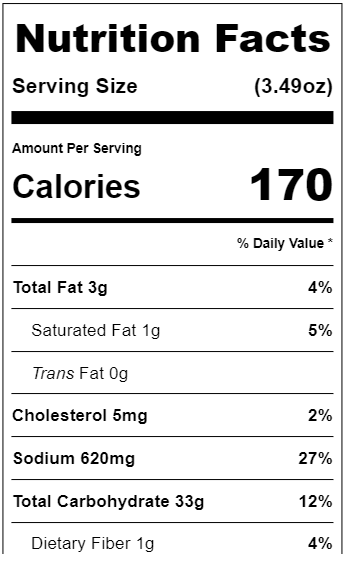 Nutrition Facts
Serving Size (3.49oz)
Amount Per Serving
Calories 170
% Daily Value *
Total Fat 3g 4%
Saturated Fat 1g 5%
Trans Fat 0g
Cholesterol 5mg 2%
Sodium 620mg 27%
Total Carbohydrate 33g 12%
Dietary Fiber 1g 4%